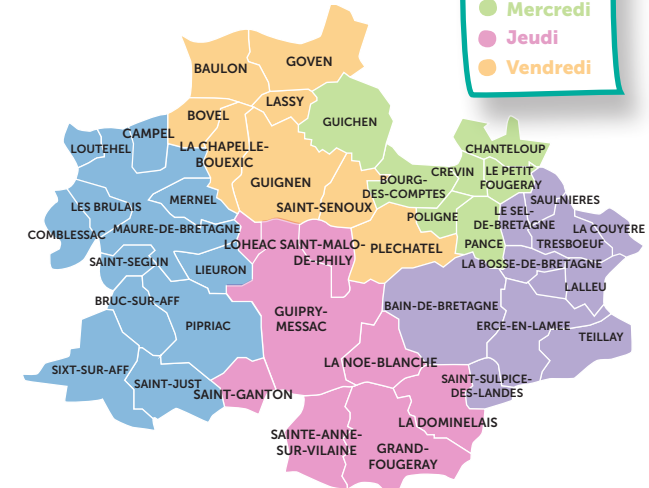 Mercredi
Jeudi
Vendredi
GOVEN
BAULON
LASSY
BOVEL
GUICHEN
CAMPEL
LOUTEHEL
LA CHAPELLE-
BOUEXIC
CHANTELOUP
CREVIN
LE PETIT
FOUGERAY
BOURG-
DES-COMPTES
GUIGNEN
MERNEL
SAINT-SENOUX
LES BRULAIS
SAULNIERES
LE SEL-
DE-BRETAGNE
POLIGNE
COMBLESSAC
MAURE-DE-BRETAGNE
LA COUYERE
TRESBOEUF
PANCE
LOHEAC
SAINT-MALO-
DE-PHILY
PLECHATEL
SAINT-SEGLIN
LIEURON
LA BOSSE-DE-BRETAGNE
LALLEU
BRUC-SUR-AFF
BAIN-DE-BRETAGNE
GUIPRY-
MESSAC
PIPRIAC
ERCE-EN-LAMEE
TEILLAY
LA NOE-BLANCHE
SIXT-SUR-AFF
SAINT-JUST
SAINT-GANTON
SAINT-SULPICE-
DES-LANDES
LA DOMINELAIS
SAINTE-ANNE-
SUR-VILAINE
GRAND-
FOUGERAY